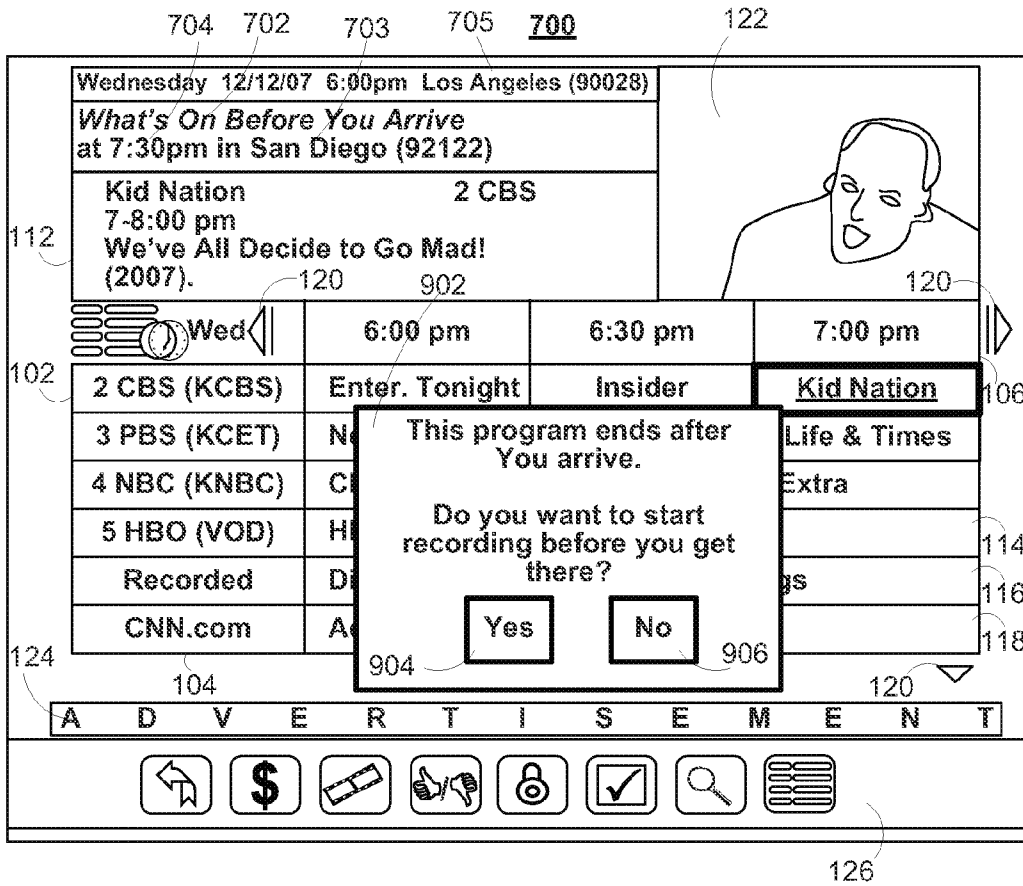 704 702 703 705 700 122
Wednesday 12/12/07 6:00pm Los Angeles (90028)
What's On Before You Arrive
at 7:30pm in San Diego (92122)
Kid Nation 2 CBS
7-8:00 pm
We've All Decide to Go Mad!
(2007).
112
902
120
120
Wed 6:00 pm 6:30 pm 7:00 pm
102
106
2 CBS (KCBS) Enter. Tonight Insider Kid Nation
3 PBS (KCET) Life & Times
4 NBC (KNBC) Extra
5 HBO (VOD)
114
Recorded
116
CNN.com
118
This program ends after
You arrive.
Do you want to start
recording before you get
there?
Yes No
904 906
124
104
120
A D V E R T I S E M E N T
$
126